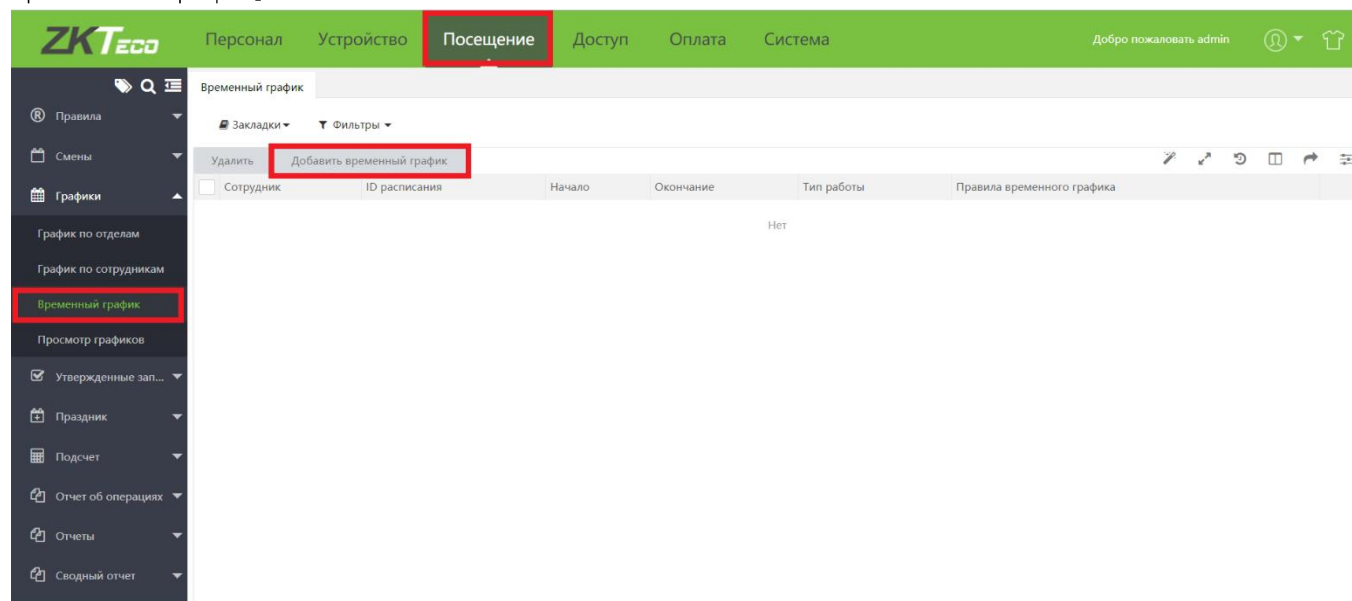 ZKTECO
Персонал Устройство Посещение Доступ Оплата Система Добро пожаловать admin
Временный график
Правила
Закладки Фильтры
Смены
Удалить Добавить временный график
Сотрудник ID расписания Начало Окончание Тип работы Правила временного графика
Графики
Нет
График по отделам
График по сотрудникам
Временный график
Просмотр графиков
Утвержденные зап...
Праздник
Подсчет
Отчет об операциях
Отчеты
Сводный отчет